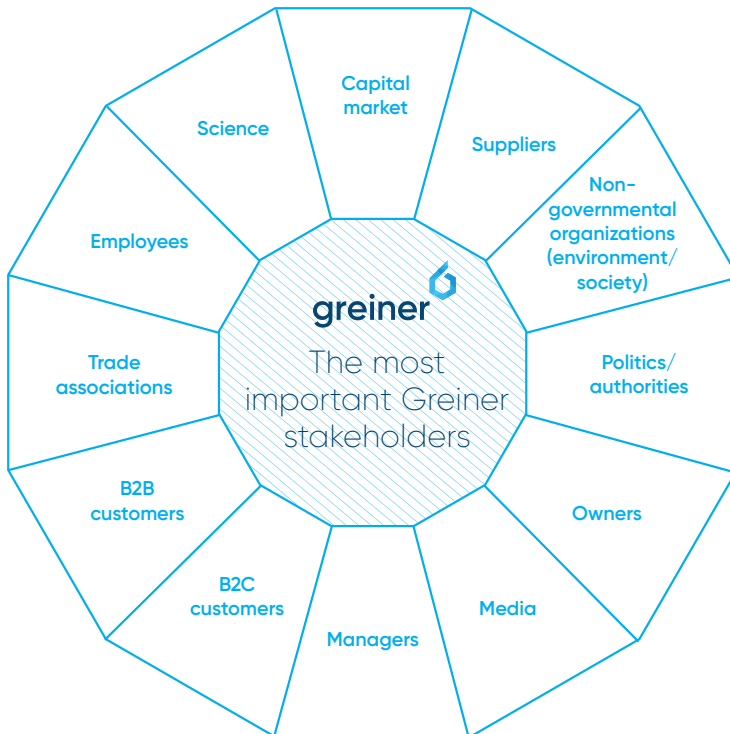 Capital
market
Suppliers
Non-
governmental
organizations
(environment/
society)
Politics/
authorities
Owners
Media
Managers
B2C
customers
B2B
customers
Trade
associations
Employees
Science
greiner
The most
important Greiner
stakeholders